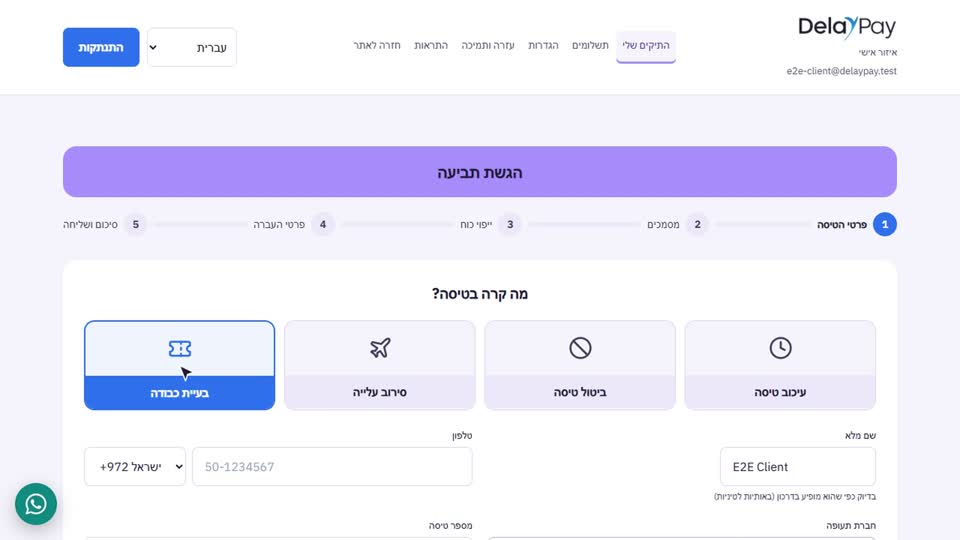 DelayPay
איזור אישי
e2e-client@delaypay.test
התיקים שלי
תשלומים
הגדרות
עזרה ותמיכה
התראות
חזרה לאתר
עברית
התנתקות
הגשת תביעה
1 פרטי הטיסה
2 מסמכים
3 ייפוי כוח
4 פרטי העברה
5 סיכום ושליחה
מה קרה בטיסה?
עיכוב טיסה
ביטול טיסה
סירוב עלייה
בעיית כבודה
שם מלא
E2E Client
בדיוק כפי שהוא מופיע בדרכון (באותיות לטיניות)
טלפון
50-1234567
ישראל 972+
חברת תעופה
מספר טיסה